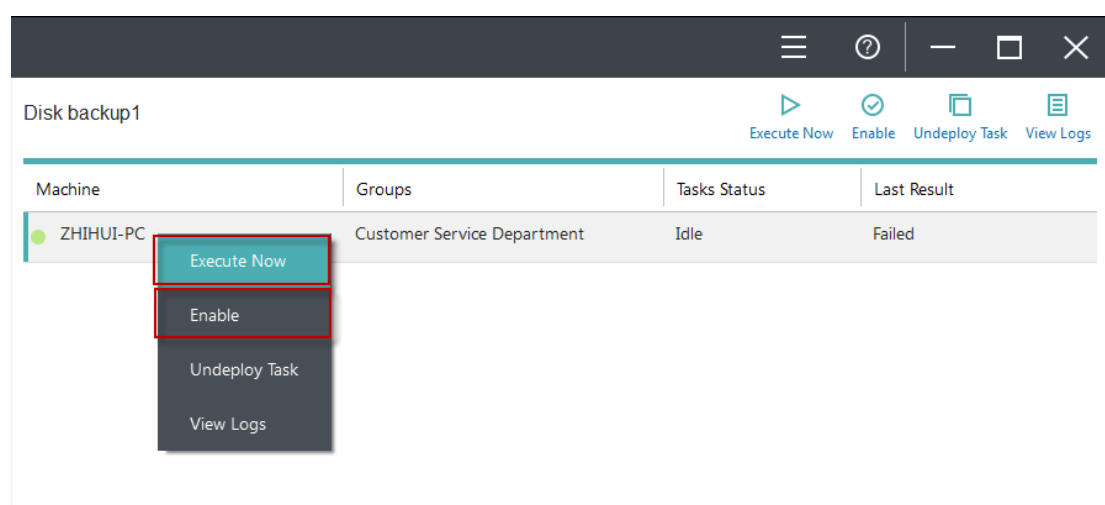 Disk backup1
Execute Now Enable Undeploy Task View Logs
Machine Groups Tasks Status Last Result
ZHIHUI-PC Customer Service Department Idle Failed
Execute Now
Enable
Undeploy Task
View Logs